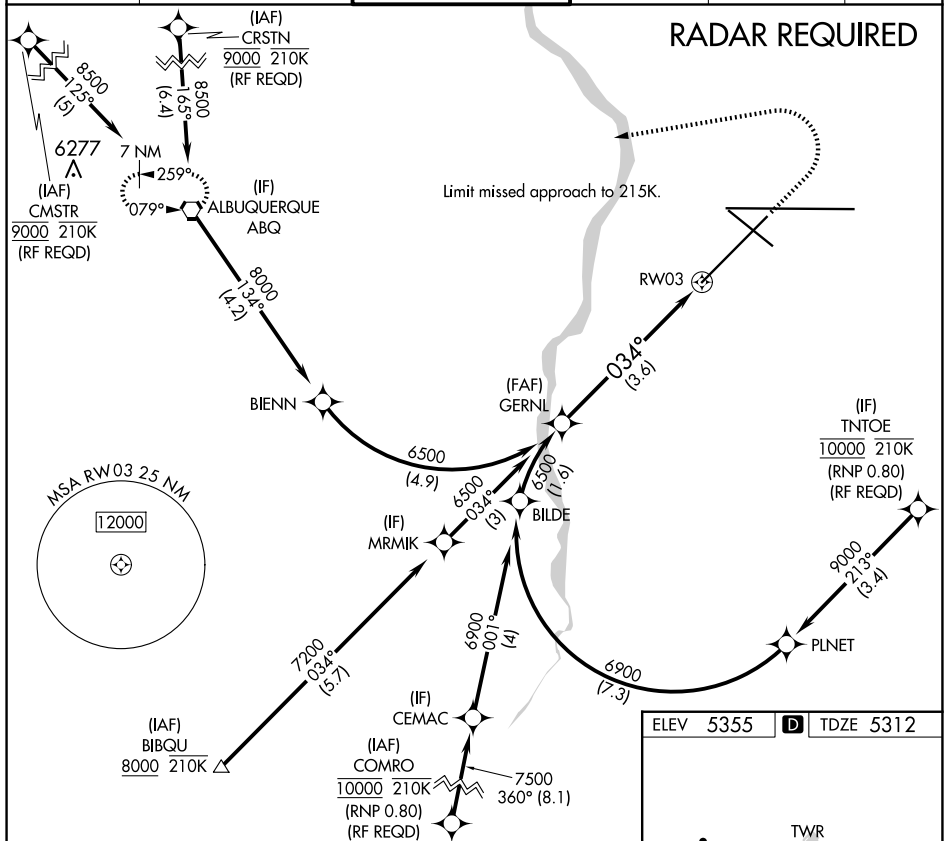 RADAR REQUIRED
(IAF)
CRSTN
9000 210K
(RF REQD)
8500
125°
(5)
8500
165°
(6.4)
6277
7 NM
259°
079°
(IAF)
CMSTR
9000 210K
(RF REQD)
(IF)
ALBUQUERQUE
ABQ
Limit missed approach to 215K.
8000
134°
(4.2)
RW03
034°
(3.6)
BIENN
(FAF)
GERNL
6500
(4.9)
6500
034°
(3)
6500
(1.6)
BILDE
(IF)
TNTOE
10000 210K
(RNP 0.80)
(RF REQD)
MSA RW03 25 NM
12000
(IF)
MRMIK
9000
213°
(3.4)
PLNET
6900
001°
(4)
6900
(7.3)
7200
034°
(5.7)
(IAF)
BIBQU
8000 210K
(IF)
CEMAC
(IAF)
COMRO
10000 210K
(RNP 0.80)
(RF REQD)
7500
360° (8.1)
ELEV 5355 D TDZE 5312
TWR